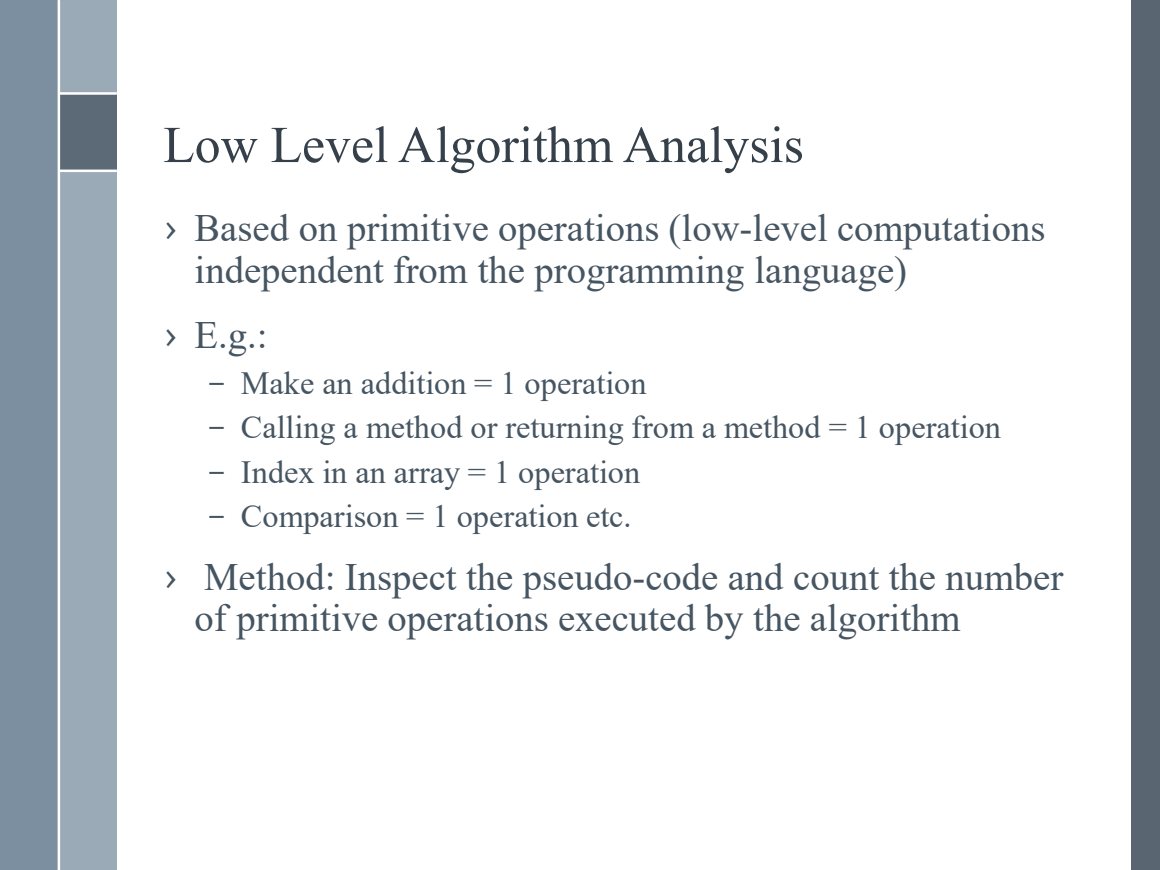 Low Level Algorithm Analysis
› Based on primitive operations (low-level computations
independent from the programming language)
› E.g.:
– Make an addition = 1 operation
– Calling a method or returning from a method = 1 operation
– Index in an array = 1 operation
– Comparison = 1 operation etc.
› Method: Inspect the pseudo-code and count the number
of primitive operations executed by the algorithm